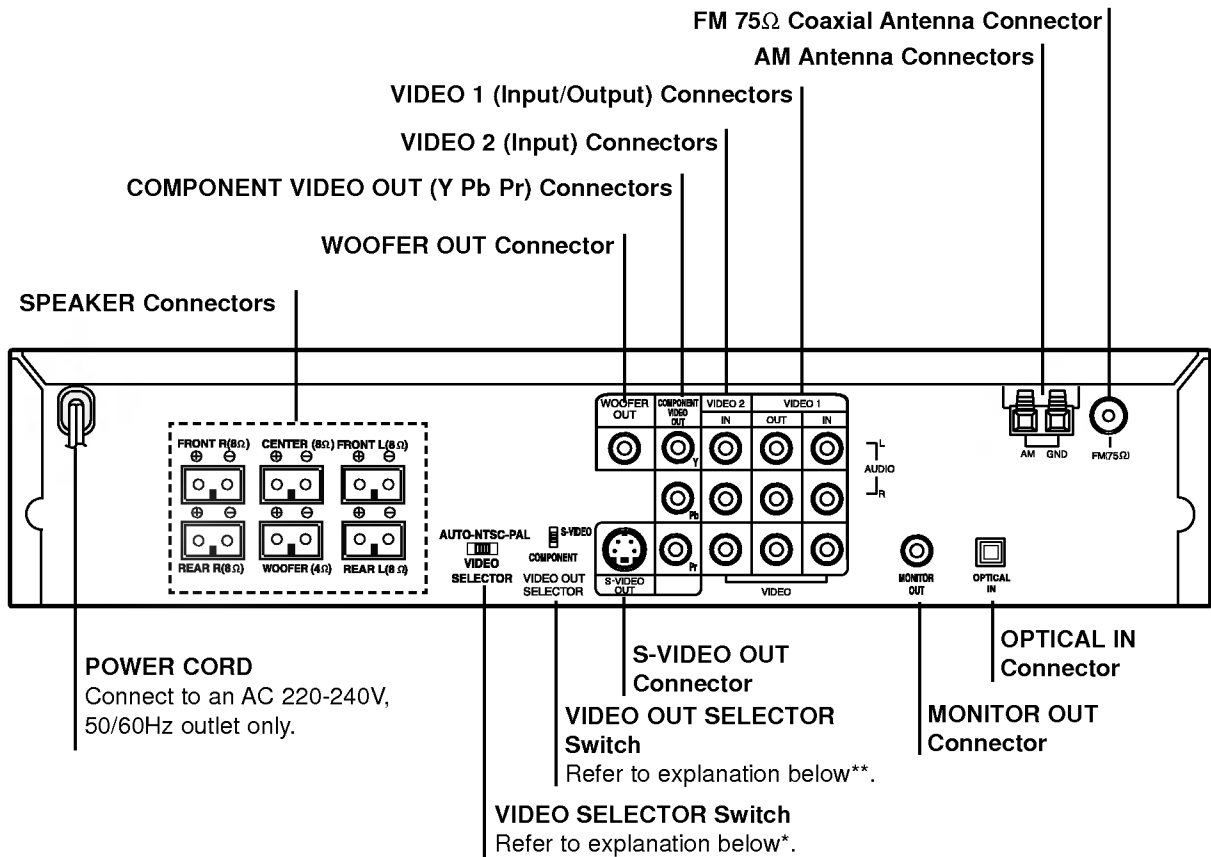 FM 75Ω Coaxial Antenna Connector
AM Antenna Connectors
VIDEO 1 (Input/Output) Connectors
VIDEO 2 (Input) Connectors
COMPONENT VIDEO OUT (Y Pb Pr) Connectors
WOOFER OUT Connector
SPEAKER Connectors
WOOFER OUT
COMPONENT VIDEO OUT
VIDEO 2
VIDEO 1
IN
OUT
IN
FRONT R(8Ω)
CENTER (8Ω)
FRONT L(8Ω)
⊕ ⊖
⊕ ⊖
⊕ ⊖
Y
L
AUDIO
R
AM
GND
FM(75Ω)
Pb
⊕ ⊖
⊕ ⊖
⊕ ⊖
REAR R(8Ω)
WOOFER (4Ω)
REAR L(8Ω)
AUTO-NTSC-PAL
VIDEO
SELECTOR
S-VIDEO
COMPONENT
VIDEO OUT
SELECTOR
S-VIDEO
OUT
Pr
VIDEO
MONITOR
OUT
OPTICAL
IN
POWER CORD
Connect to an AC 220-240V,
50/60Hz outlet only.
S-VIDEO OUT
Connector
OPTICAL IN
Connector
VIDEO OUT SELECTOR
Switch
Refer to explanation below**.
MONITOR OUT
Connector
VIDEO SELECTOR Switch
Refer to explanation below*.